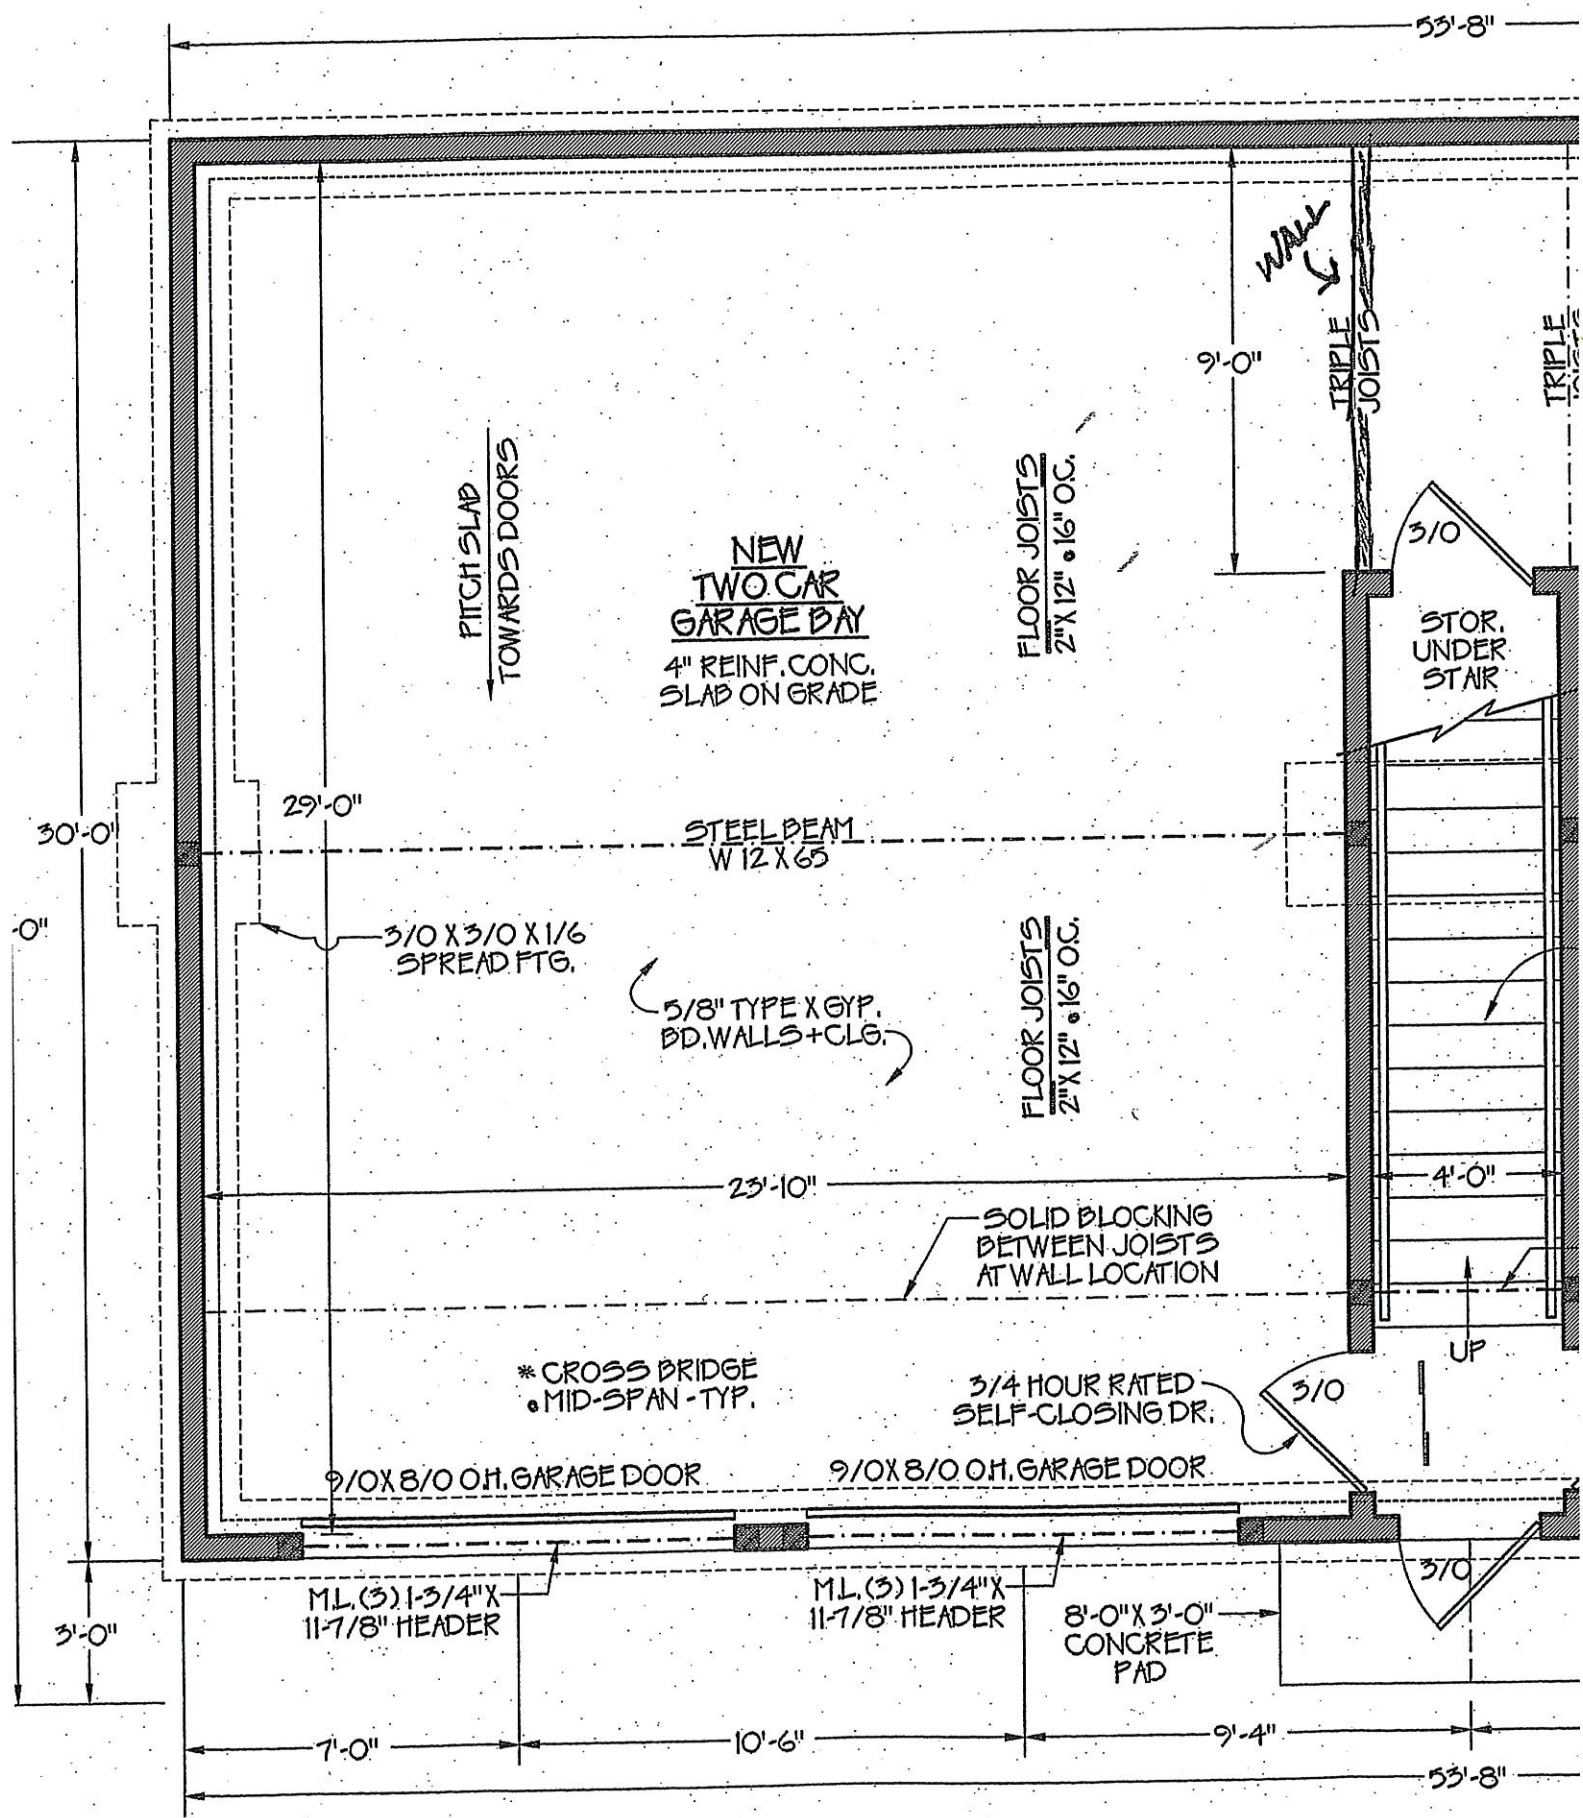 53'-8"
WALL
TRIPLE
JOISTS
TRIPLE
9'-0"
3/0
PITCH SLAB
TOWARDS DOORS
NEW
TWO CAR
GARAGE BAY
4" REINF. CONC.
SLAB ON GRADE
FLOOR JOISTS
2"X 12" @ 16" O.C.
STOR.
UNDER
STAIR
29'-0"
30'-0"
-0"
STEEL BEAM
W 12 X 65
3/0 X 3/0 X 1/6
SPREAD FTG.
5/8" TYPE X GYP.
BD. WALLS + CLG.
FLOOR JOISTS
2"X 12" @ 16" O.C.
23'-10"
4'-0"
SOLID BLOCKING
BETWEEN JOISTS
AT WALL LOCATION
UP
* CROSS BRIDGE
@ MID-SPAN - TYP.
3/4 HOUR RATED
SELF-CLOSING DR.
3/0
9/0 X 8/0 O.H. GARAGE DOOR
9/0 X 8/0 O.H. GARAGE DOOR
M.L. (3) 1-3/4" X
11-7/8" HEADER
M.L. (3) 1-3/4" X
11-7/8" HEADER
8'-0" X 3'-0"
CONCRETE
PAD
3/0
3'-0"
7'-0"
10'-6"
9'-4"
53'-8"